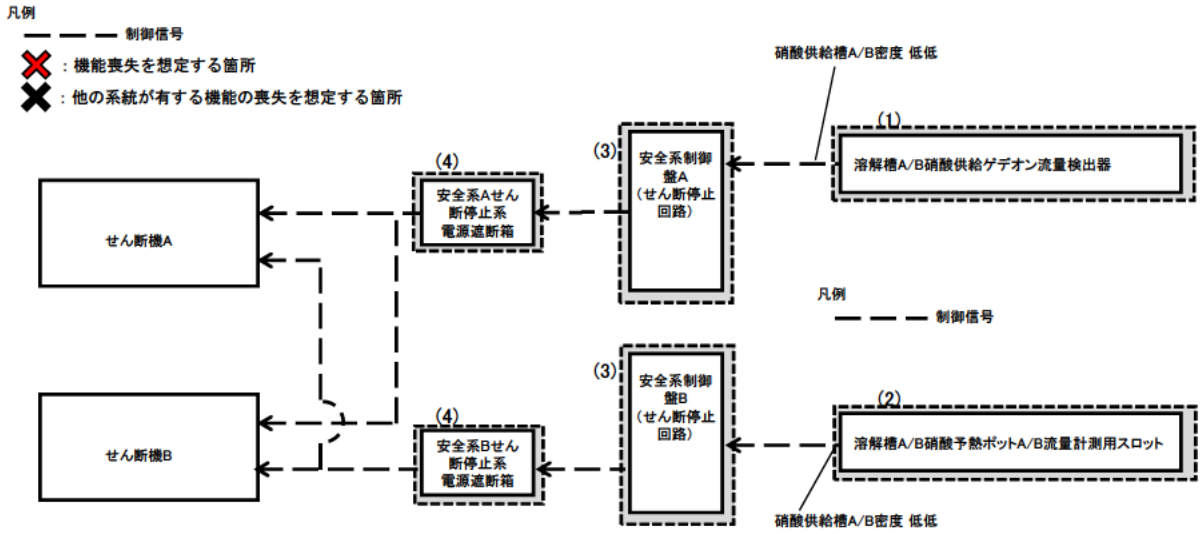 凡例
制御信号
：機能喪失を想定する箇所
：他の系統が有する機能の喪失を想定する箇所
硝酸供給槽A/B密度 低低
(1)
溶解槽A/B硝酸供給ゲデオン流量検出器
(3)
安全系制御
盤A
（せん断停止
回路）
(4)
安全系Aせん
断停止系
電源遮断箱
せん断機A
凡例
制御信号
(2)
溶解槽A/B硝酸予熱ポットA/B流量計測用スロット
硝酸供給槽A/B密度 低低
(3)
安全系制御
盤B
（せん断停止
回路）
(4)
安全系Bせん
断停止系
電源遮断箱
せん断機B